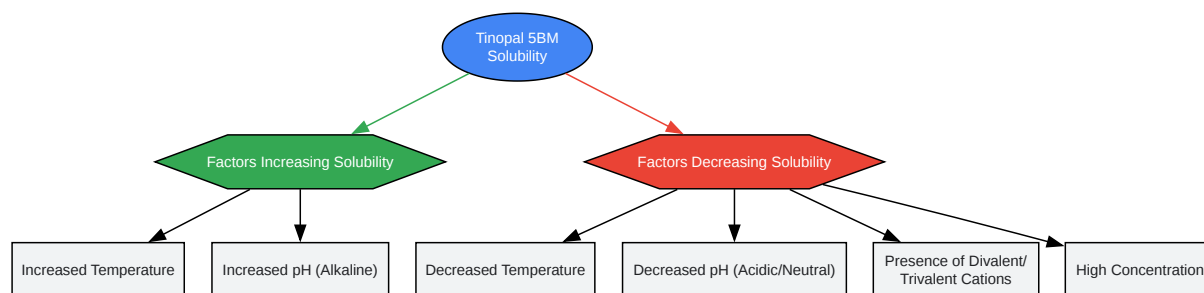 Tinopal 5BM
Solubility
Factors Increasing Solubility
Factors Decreasing Solubility
Increased Temperature
Increased pH (Alkaline)
Decreased Temperature
Decreased pH (Acidic/Neutral)
Presence of Divalent/
Trivalent Cations
High Concentration